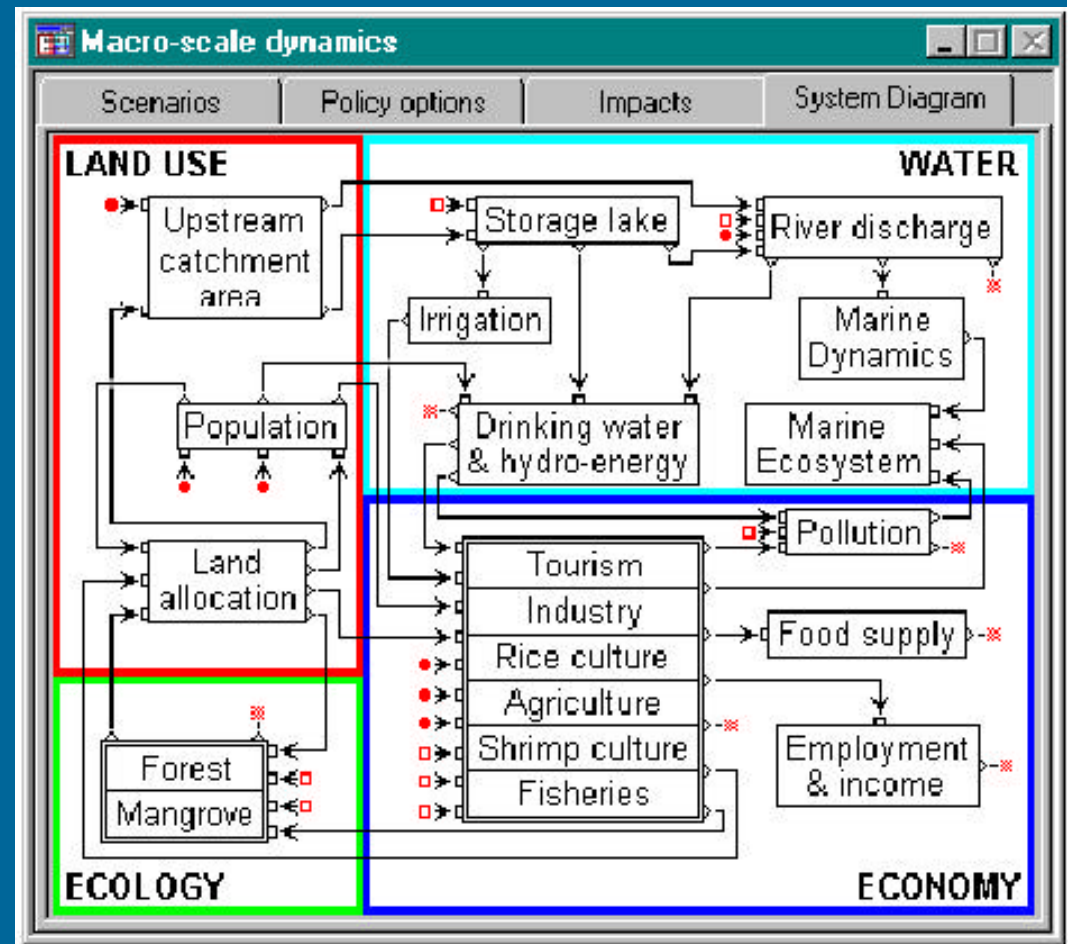 Macro-scale dynamics
Scenarios
Policy options
Impacts
System Diagram
LAND USE
WATER
Upstream
catchment
area
Storage lake
River discharge
Irrigation
Marine
Dynamics
Population
Drinking water
& hydro-energy
Marine
Ecosystem
Land
allocation
Pollution
Tourism
Industry
Rice culture
Agriculture
Shrimp culture
Fisheries
Food supply
Employment
& income
Forest
Mangrove
ECOLOGY
ECONOMY